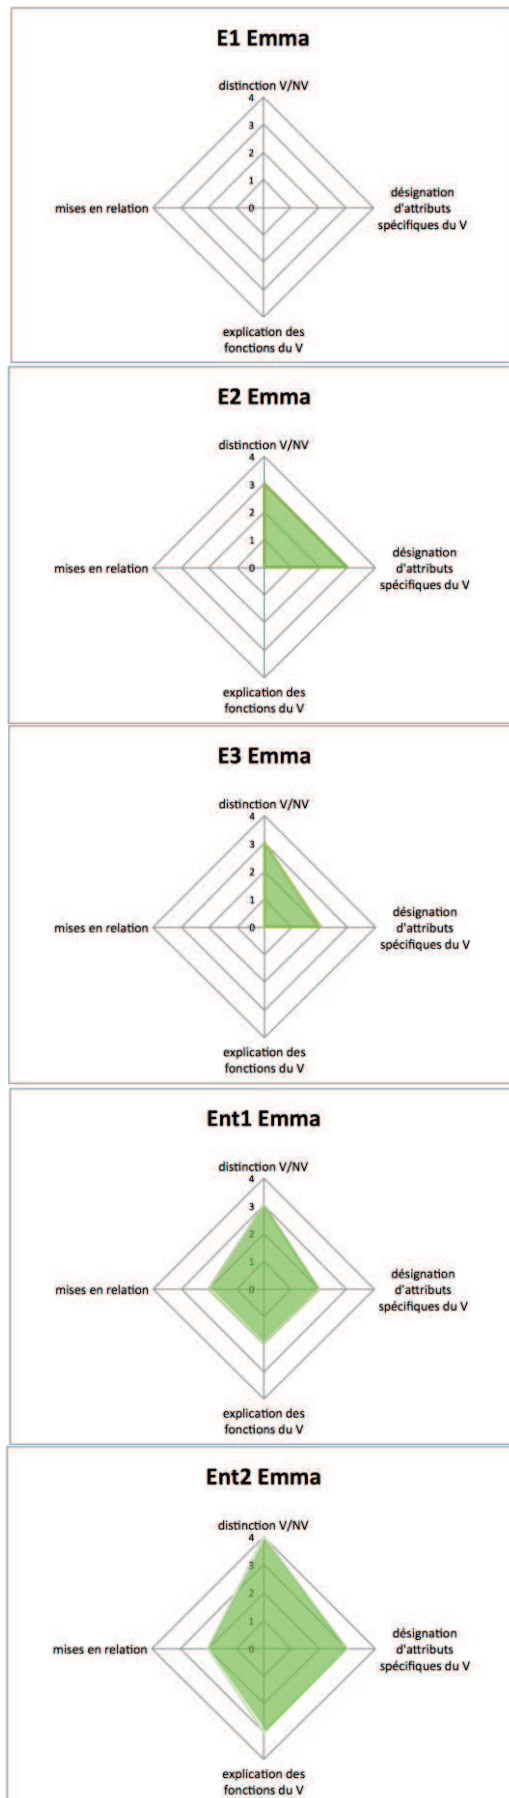 E1 Emma
distinction V/NV
4
3
2
1
0
mises en relation
désignation
d'attributs
spécifiques du V
explication des
fonctions du V
E2 Emma
distinction V/NV
4
3
2
1
0
mises en relation
désignation
d'attributs
spécifiques du V
explication des
fonctions du V
E3 Emma
distinction V/NV
4
3
2
1
0
mises en relation
désignation
d'attributs
spécifiques du V
explication des
fonctions du V
Ent1 Emma
distinction V/NV
4
3
2
1
0
mises en relation
désignation
d'attributs
spécifiques du V
explication des
fonctions du V
Ent2 Emma
distinction V/NV
4
3
2
1
0
mises en relation
désignation
d'attributs
spécifiques du V
explication des
fonctions du V